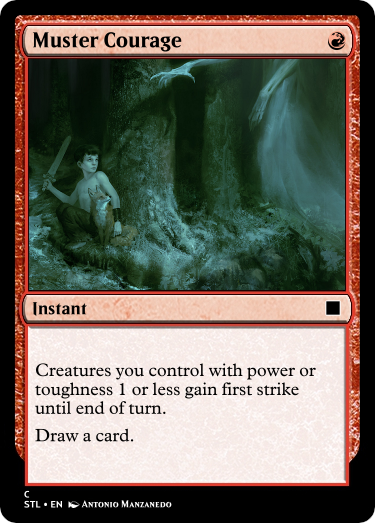 Muster Courage
Instant
Creatures you control with power or
toughness 1 or less gain first strike
until end of turn.
Draw a card.
C
STL • EN Antonio Manzanedo